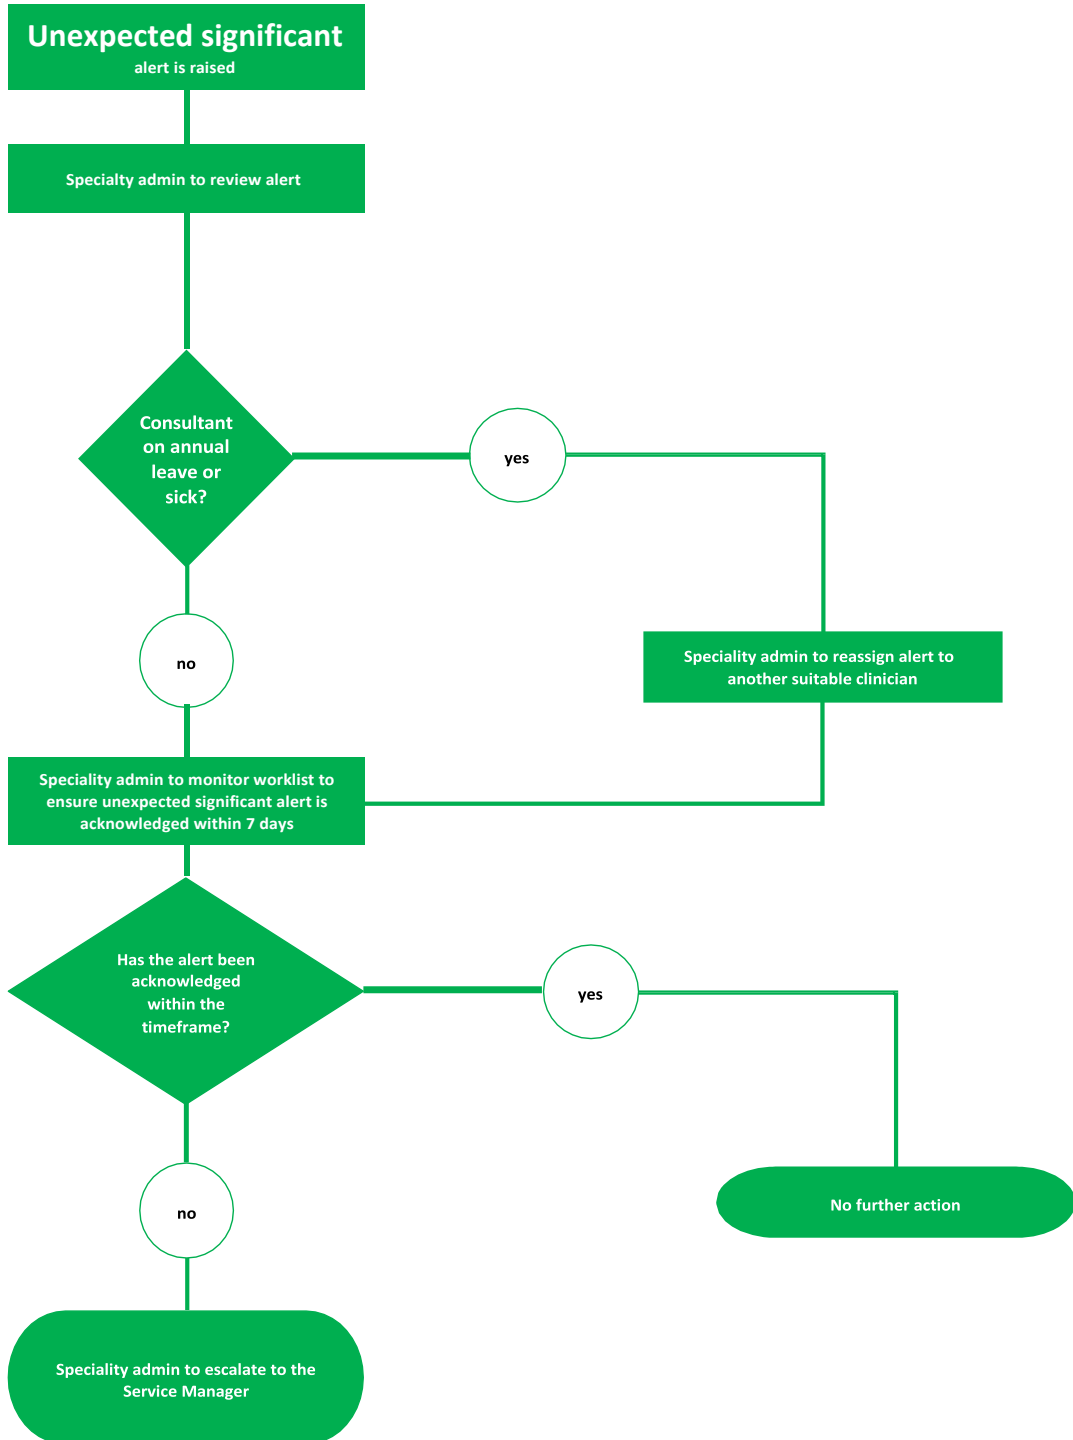 Unexpected significant
alert is raised
Specialty admin to review alert
Consultant
on annual
leave or
sick?
yes
no
Speciality admin to reassign alert to
another suitable clinician
Speciality admin to monitor worklist to
ensure unexpected significant alert is
acknowledged within 7 days
Has the alert been
acknowledged
within the
timeframe?
yes
no
No further action
Speciality admin to escalate to the
Service Manager